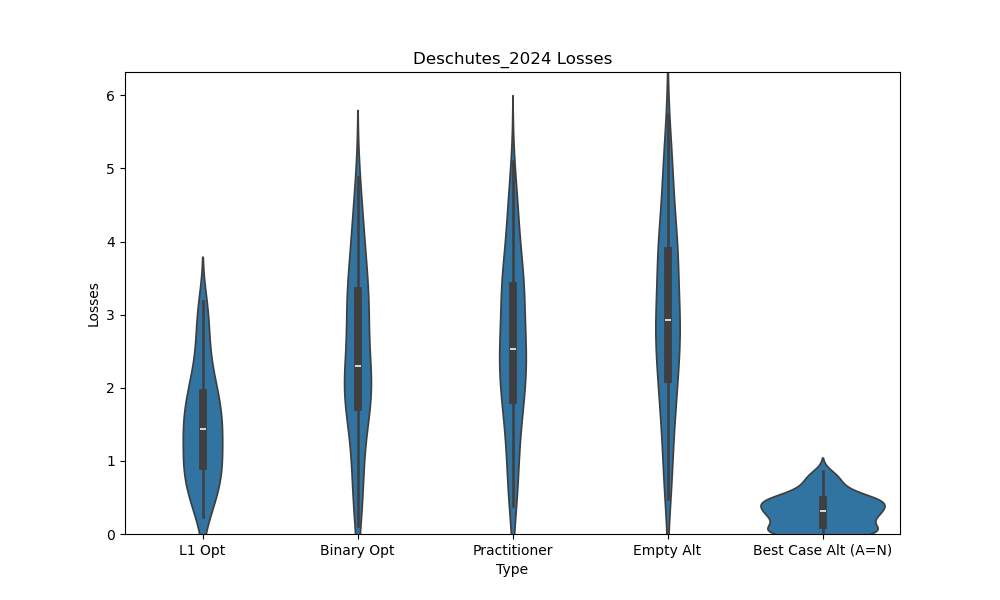 Deschutes_2024 Losses
Losses
6
5
4
3
2
1
0
L1 Opt
Binary Opt
Practitioner
Empty Alt
Best Case Alt (A=N)
Type